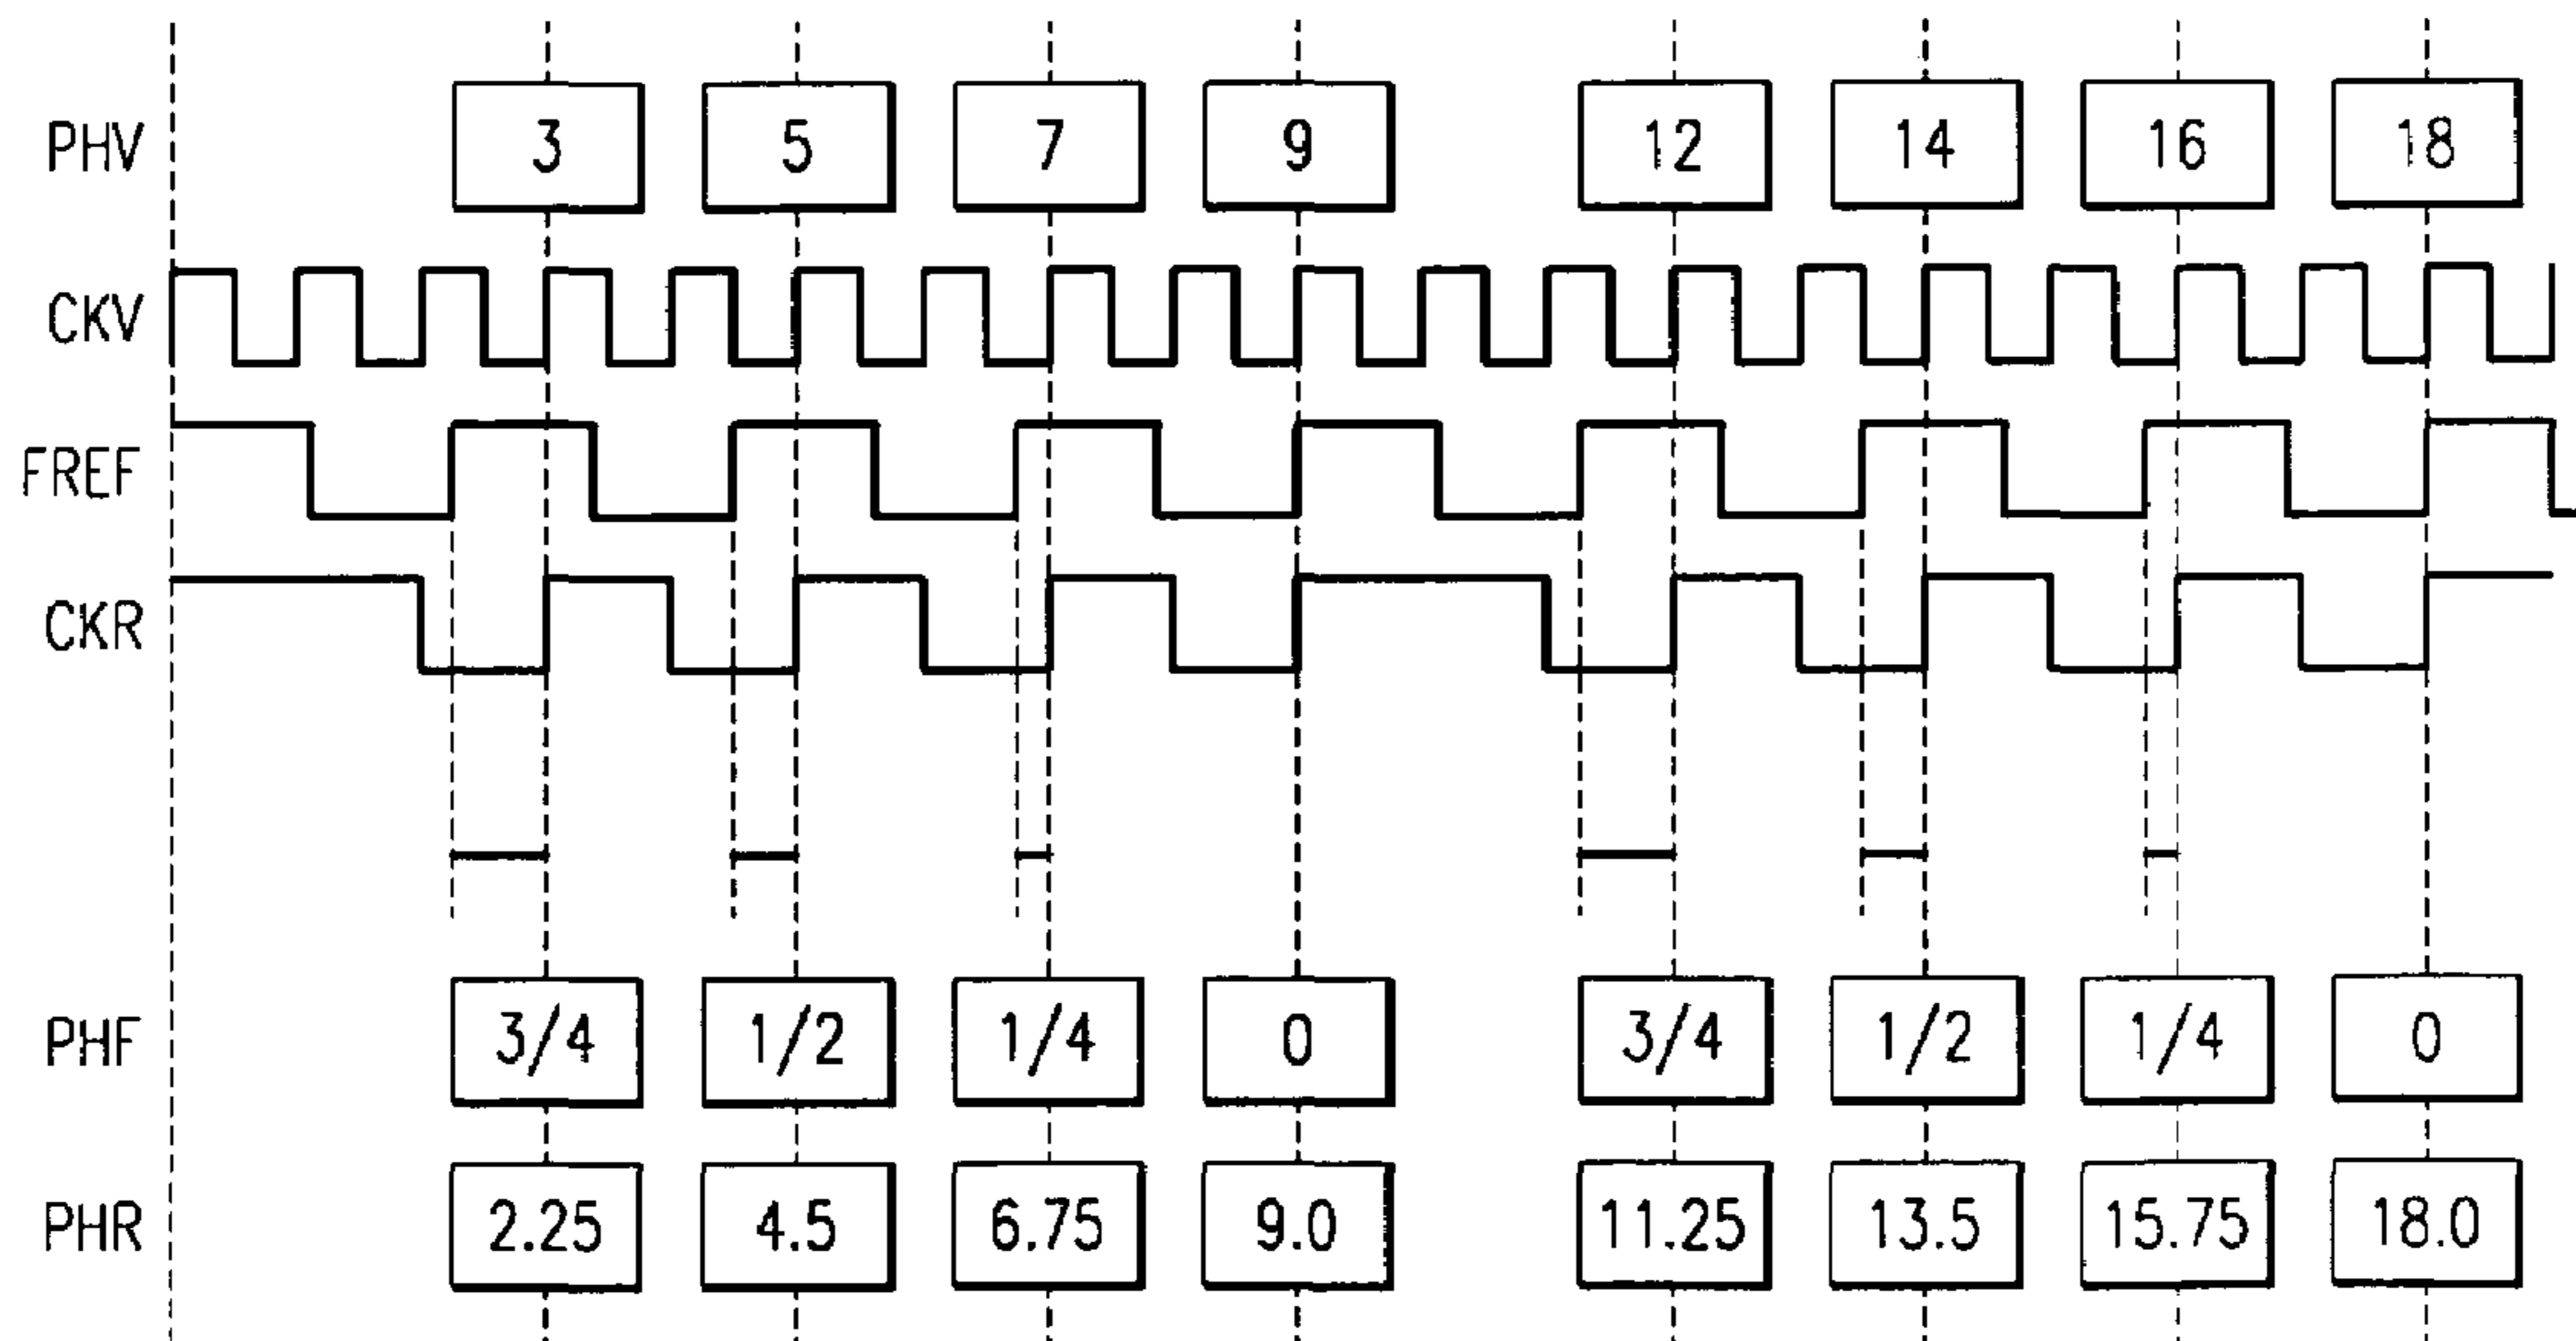 PHV 3 5 7 9 12 14 16 18
CKV
FREF
CKR
PHF 3/4 1/2 1/4 0 3/4 1/2 1/4 0
PHR 2.25 4.5 6.75 9.0 11.25 13.5 15.75 18.0